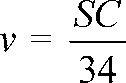 v = SC / 34